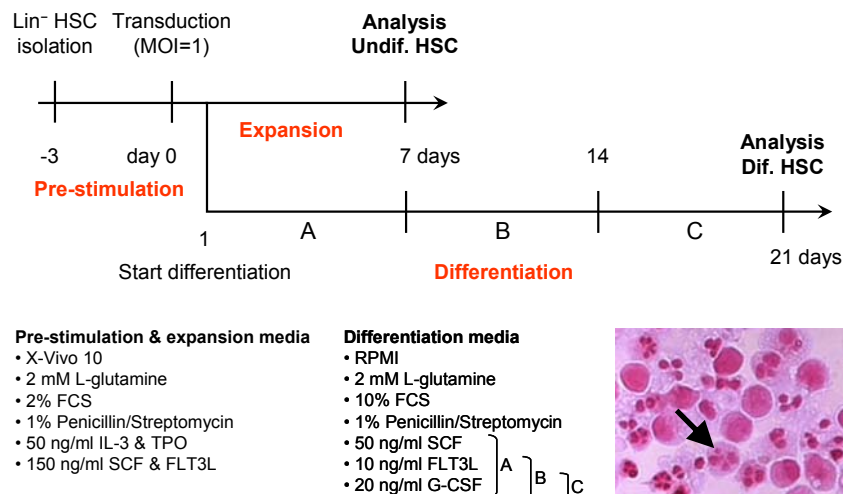 Lin⁻ HSC isolation
Transduction (MOI=1)
Analysis Undif. HSC
Expansion
-3
day 0
7 days
14
Analysis Dif. HSC
Pre-stimulation
1
A
B
C
Start differentiation
Differentiation
21 days
Pre-stimulation & expansion media
• X-Vivo 10
• 2 mM L-glutamine
• 2% FCS
• 1% Penicillin/Streptomycin
• 50 ng/ml IL-3 & TPO
• 150 ng/ml SCF & FLT3L
Differentiation media
• RPMI
• 2 mM L-glutamine
• 10% FCS
• 1% Penicillin/Streptomycin
• 50 ng/ml SCF
• 10 ng/ml FLT3L
• 20 ng/ml G-CSF
A
B
C